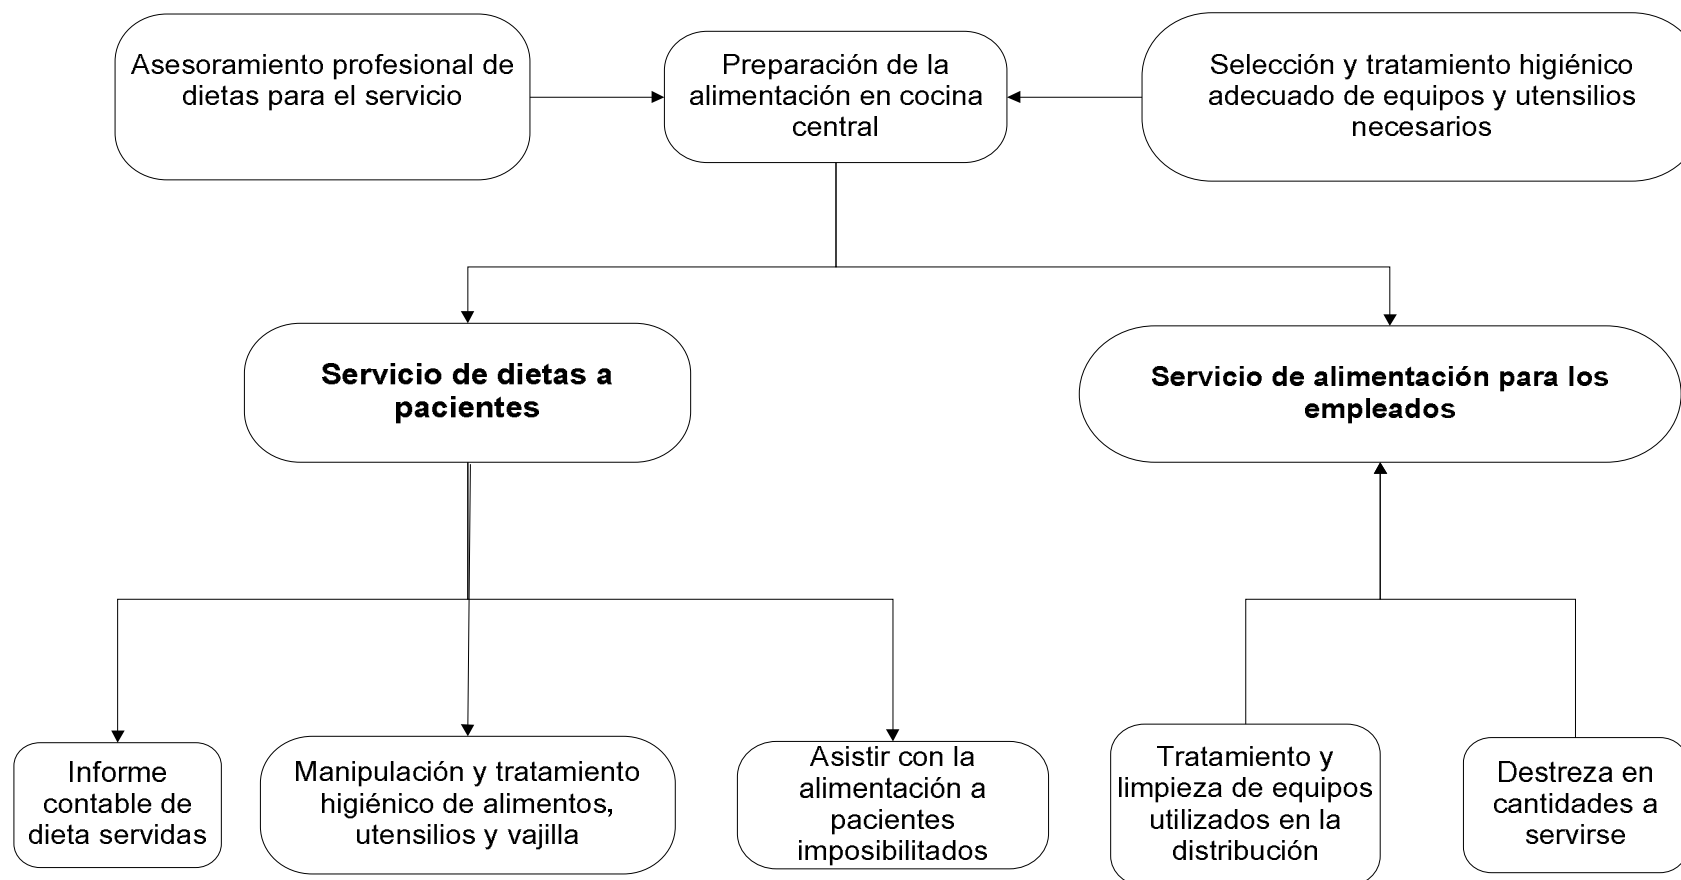 Asesoramiento profesional de
dietas para el servicio
Preparación de la
alimentación en cocina
central
Selección y tratamiento higiénico
adecuado de equipos y utensilios
necesarios
Servicio de dietas a
pacientes
Servicio de alimentación para los
empleados
Informe
contable de
dieta servidas
Manipulación y tratamiento
higiénico de alimentos,
utensilios y vajilla
Asistir con la
alimentación a
pacientes
imposibilitados
Tratamiento y
limpieza de equipos
utilizados en la
distribución
Destreza en
cantidades a
servirse